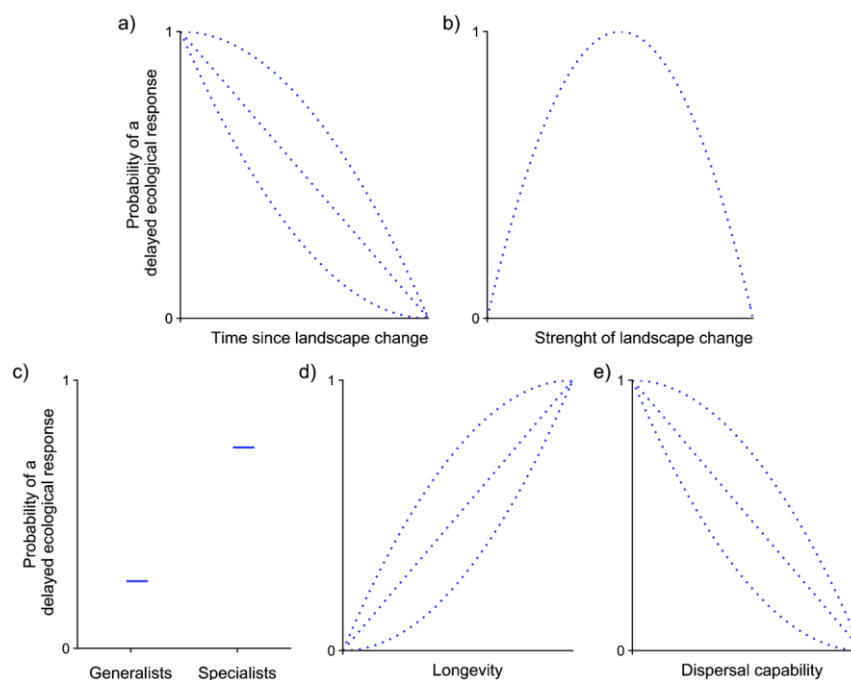 a)
b)
1
1
Probability of a
delayed ecological response
0
0
Time since landscape change
Strenght of landscape change
c)
d)
e)
1
1
1
Probability of a
delayed ecological response
0
0
0
Generalists
Specialists
Longevity
Dispersal capability